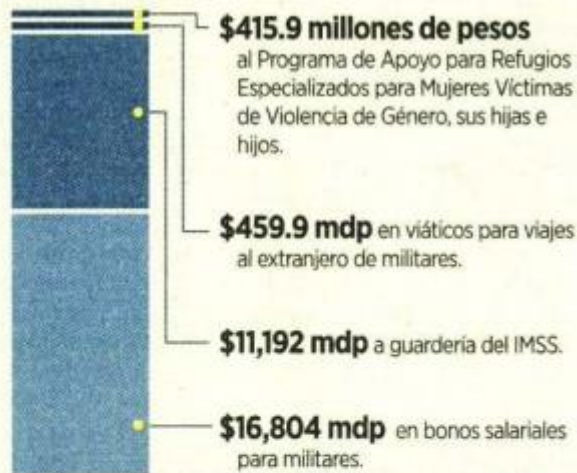 $415.9 millones de pesos
al Programa de Apoyo para Refugios
Especializados para Mujeres Víctimas
de Violencia de Género, sus hijas e
hijos.
$459.9 mdp en viáticos para viajes
al extranjero de militares.
$11,192 mdp a guardería del IMSS.
$16,804 mdp en bonos salariales
para militares.